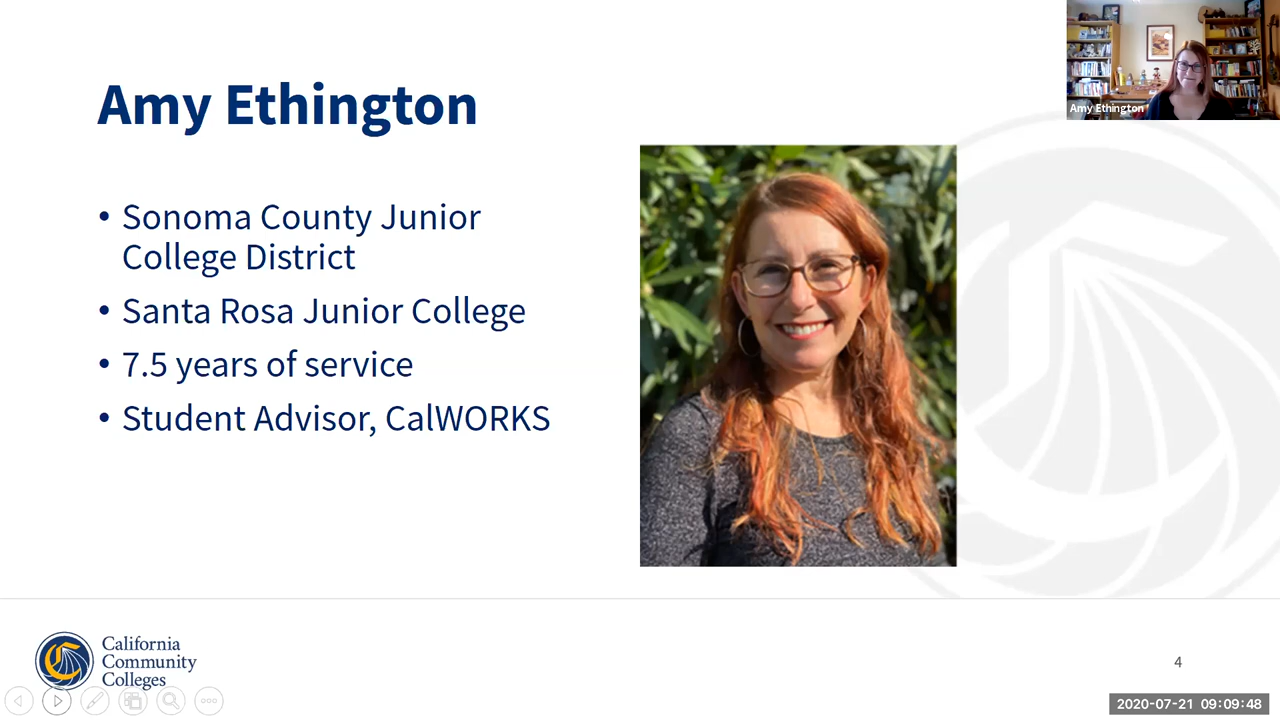 Amy Ethington
Amy Ethington
• Sonoma County Junior
College District
• Santa Rosa Junior College
• 7.5 years of service
• Student Advisor, CalWORKS
California
Community
Colleges
4
2020-07-21 09:09:48